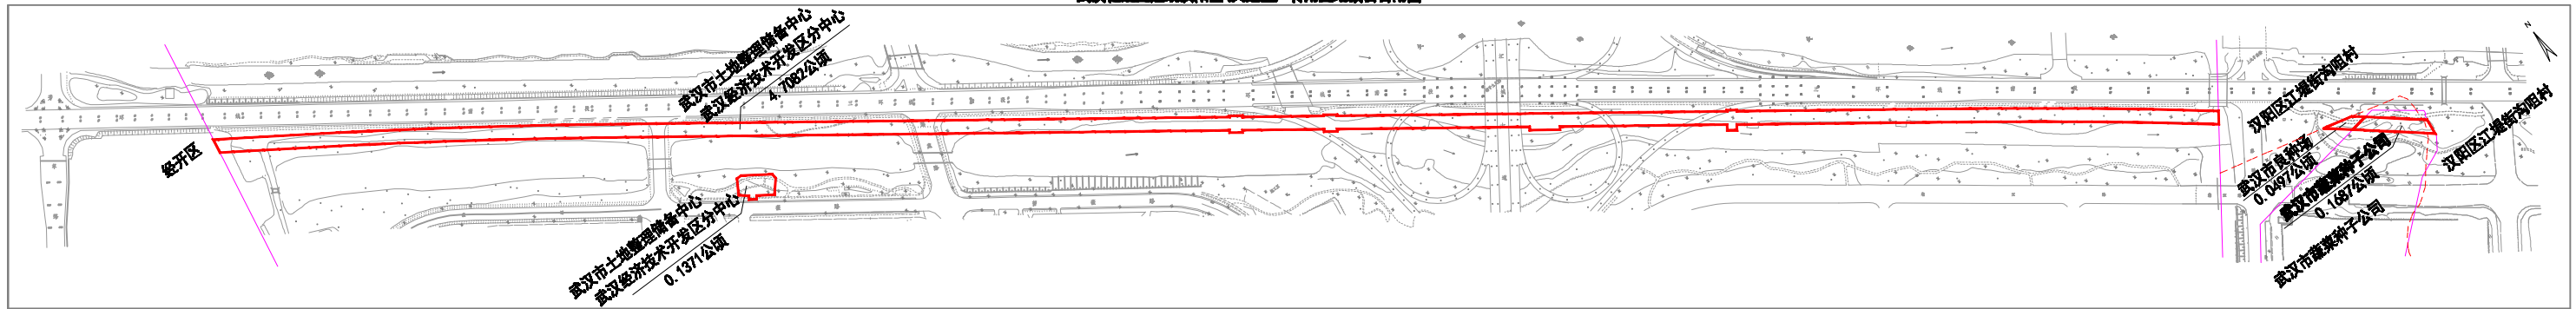 武汉市土地整理储备中心
武汉经济技术开发区分中心
4.7082公顷
经开区
武汉市土地整理储备中心
武汉经济技术开发区分中心
0.1371公顷
汉阳区江堤街沟咀村
武汉市良种场
0.0497公顷
武汉市蔬菜种子公司
0.1687公顷
武汉市蔬菜种子公司
汉阳区江堤街沟咀村
N